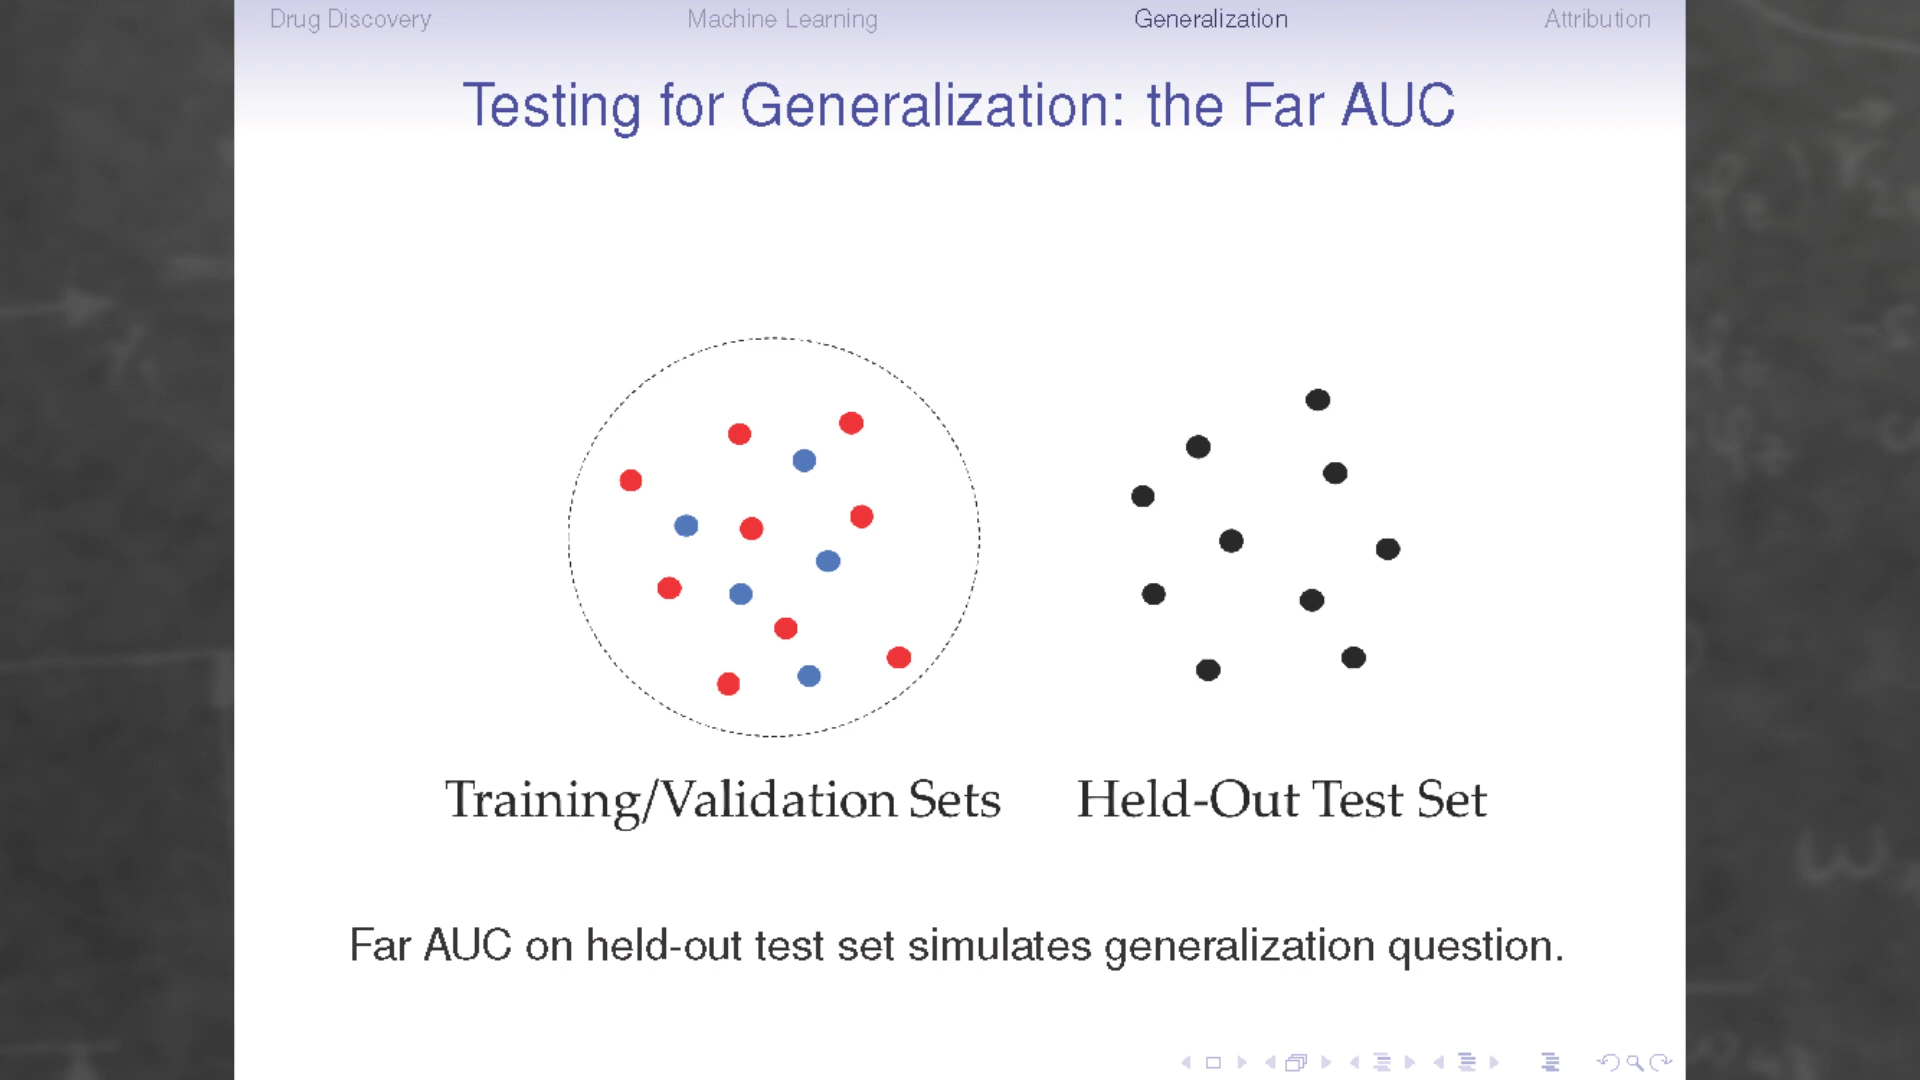 Drug Discovery
Machine Learning
Generalization
Attribution
Testing for Generalization: the Far AUC
Training/Validation Sets
Held-Out Test Set
Far AUC on held-out test set simulates generalization question.